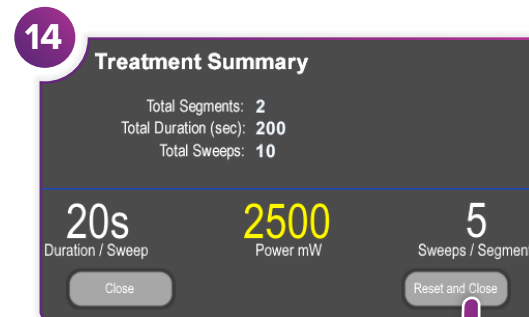 14
Treatment Summary
Total Segments: 2
Total Duration (sec): 200
Total Sweeps: 10
20s 2500 5
Duration / Sweep Power mW Sweeps / Segment
Close Reset and Close